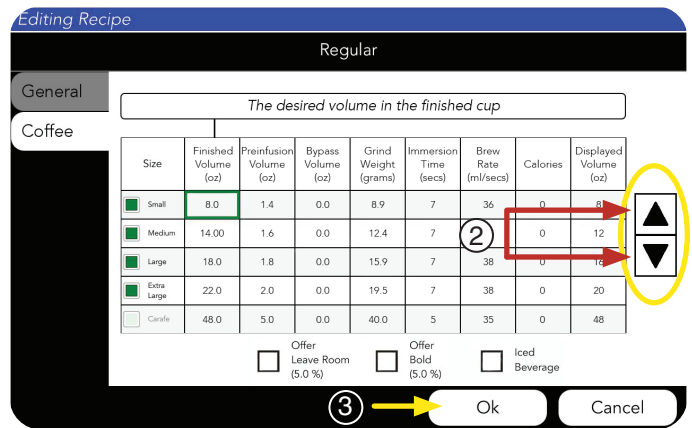 Editing Recipe
Regular
General
Coffee
The desired volume in the finished cup
Size Finished Volume (oz) Preinfusion Volume (oz) Bypass Volume (oz) Grind Weight (grams) Immersion Time (secs) Brew Rate (ml/secs) Calories Displayed Volume (oz)
Small 8.0 1.4 0.0 8.9 7 36 0 8
Medium 14.00 1.6 0.0 12.4 7 0 12
Large 18.0 1.8 0.0 15.9 7 38 0 16
Extra Large 22.0 2.0 0.0 19.5 7 38 0 20
Carafe 48.0 5.0 0.0 40.0 5 35 0 48
2
Offer Leave Room (5.0 %)
Offer Bold (5.0 %)
Iced Beverage
3
Ok
Cancel